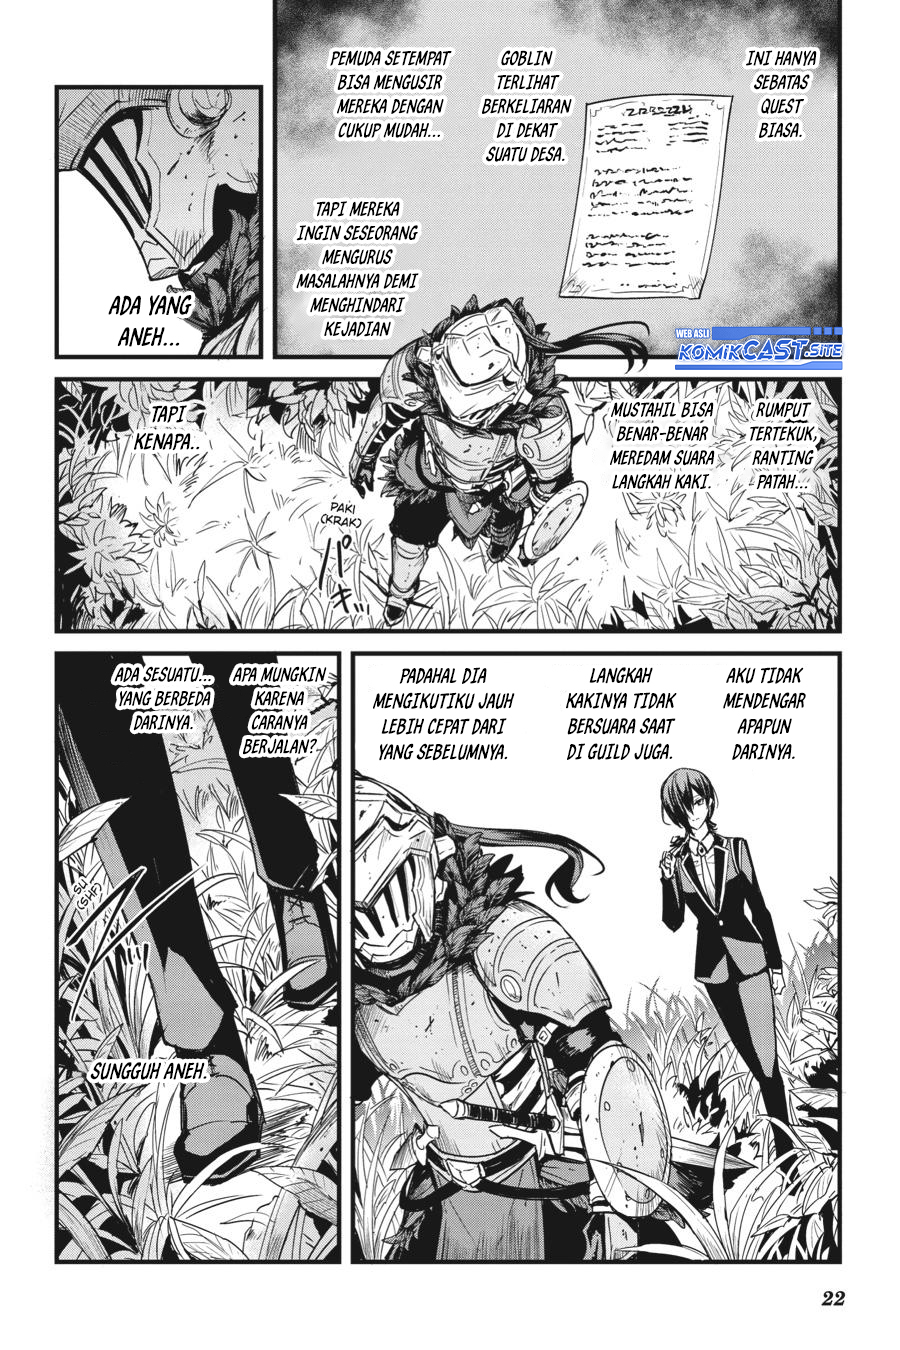 INI HANYA
SEBATAS
QUEST
BIASA.
GOBLIN
TERLIHAT
BERKELIARAN
DI DEKAT
SUATU DESA.
PEMUDA SETEMPAT
BISA MENGUSIR
MEREKA DENGAN
CUKUP MUDAH...
TAPI MEREKA
INGIN SESEORANG
MENGURUS
MASALAHNYA DEMI
MENGHINDARI
KEJADIAN
WEB ASLI
KOMIKCAST.SITE
ADA YANG
ANEH...
RUMPUT
TERTEKUK,
RANTING
PATAH...
MUSTAHIL BISA
BENAR-BENAR
MEREDAM SUARA
LANGKAH KAKI.
PAKI
(KRAK)
パキッ
TAPI
KENAPA..
AKU TIDAK
MENDENGAR
APAPUN
DARINYA.
LANGKAH
KAKINYA TIDAK
BERSUARA SAAT
DI GUILD JUGA.
PADAHAL DIA
MENGIKUTIKU JAUH
LEBIH CEPAT DARI
YANG SEBELUMNYA.
APA MUNGKIN
KARENA
CARANYA
BERJALAN?
ADA SESUATU...
YANG BERBEDA
DARINYA.
SU
(SHF)
SUNGGUH ANEH.
22